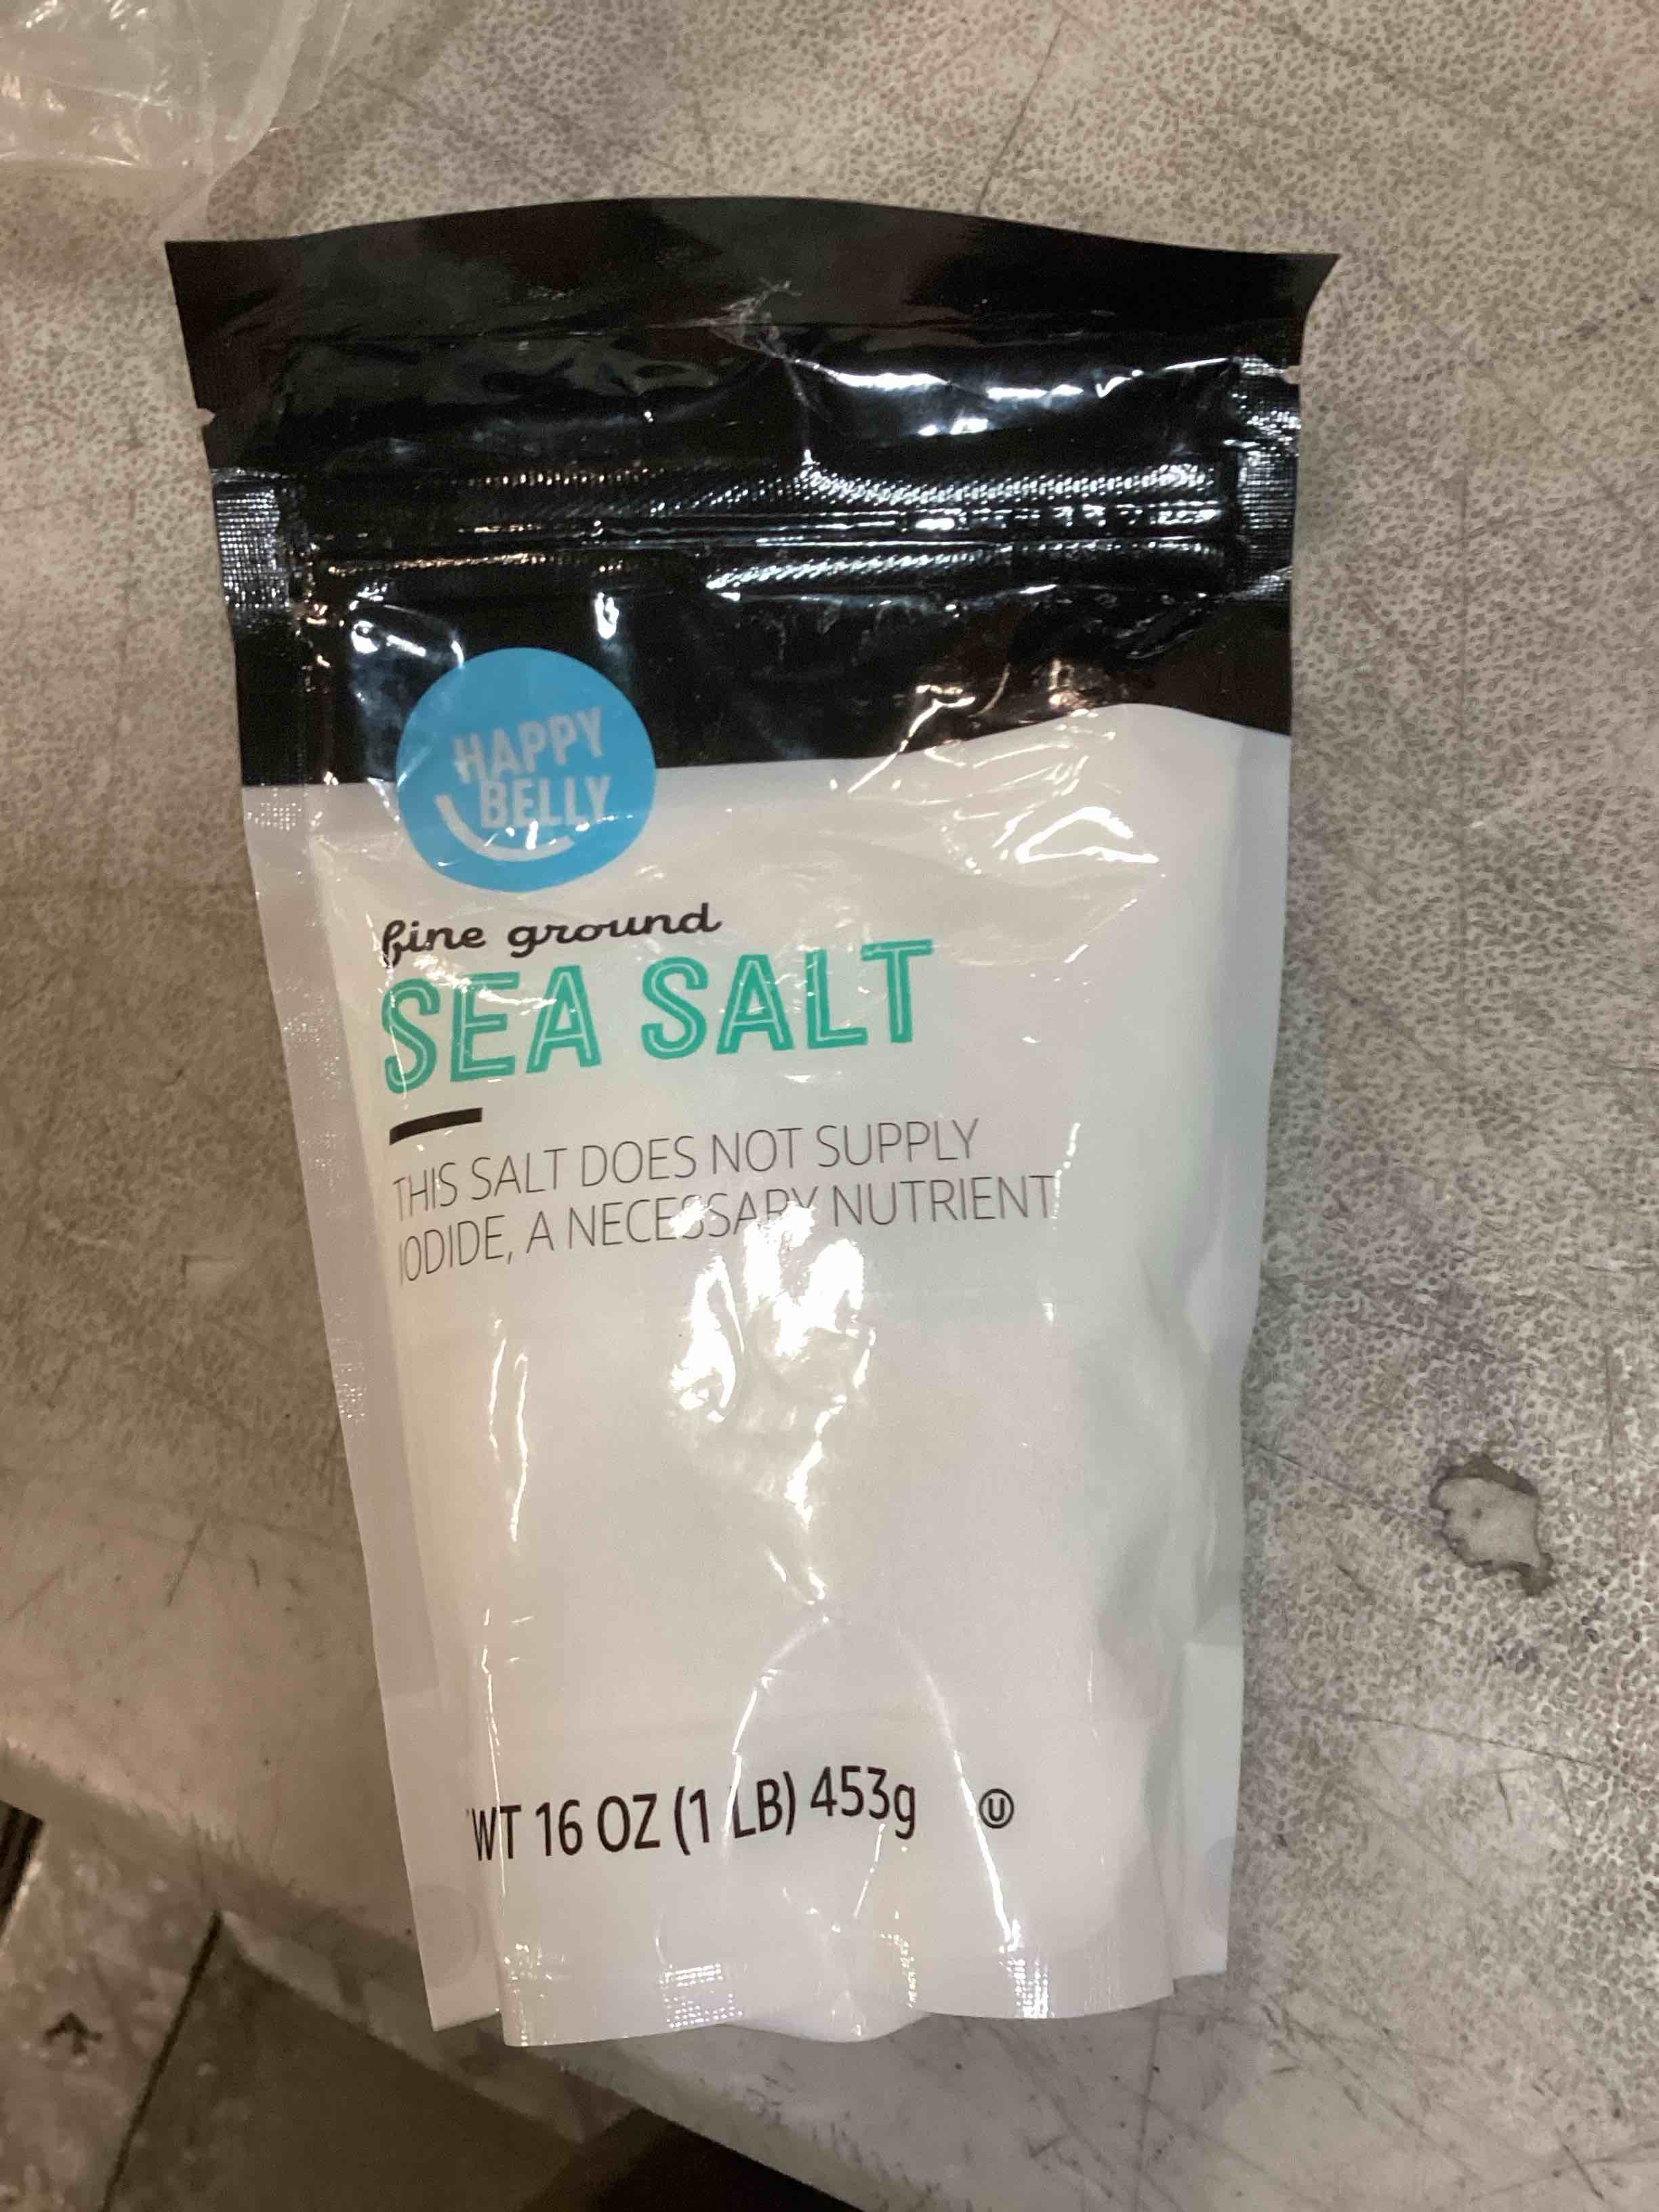 HAPPY
BELLY
fine ground
SEA SALT
THIS SALT DOES NOT SUPPLY
IODIDE, A NECESSARY NUTRIENT
WT 16 OZ (1 LB) 453g
U